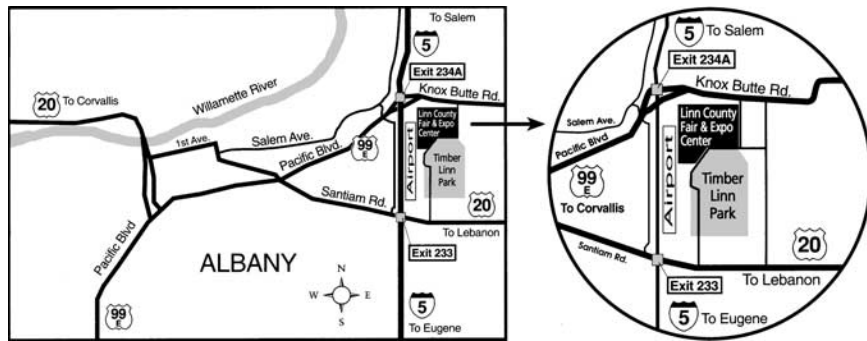 To Salem
5
Exit 234A
Knox Butte Rd.
Willamette River
20
To Corvallis
1st Ave.
Salem Ave.
Pacific Blvd.
99
E
Airport
Linn County
Fair & Expo
Center
Timber
Linn
Park
Santiam Rd.
20
To Lebanon
Exit 233
Pacific Blvd
ALBANY
N
W
E
S
99
E
5
To Eugene
5
To Salem
Exit 234A
Knox Butte Rd.
Salem Ave.
Pacific Blvd
Linn County
Fair & Expo
Center
99
E
To Corvallis
Airport
Timber
Linn
Park
Santiam Rd.
20
To Lebanon
Exit 233
5
To Eugene